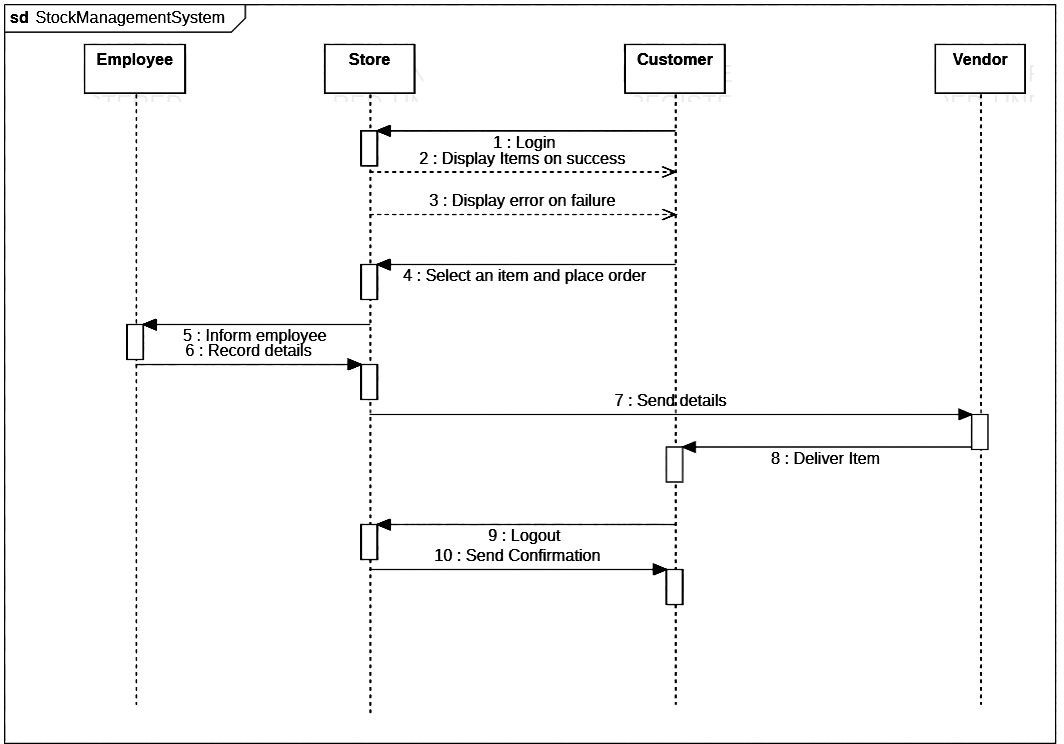 sd StockManagementSystem
Employee
Store
Customer
Vendor
1 : Login
2 : Display Items on success
3 : Display error on failure
4 : Select an item and place order
5 : Inform employee
6 : Record details
7 : Send details
8 : Deliver Item
9 : Logout
10 : Send Confirmation